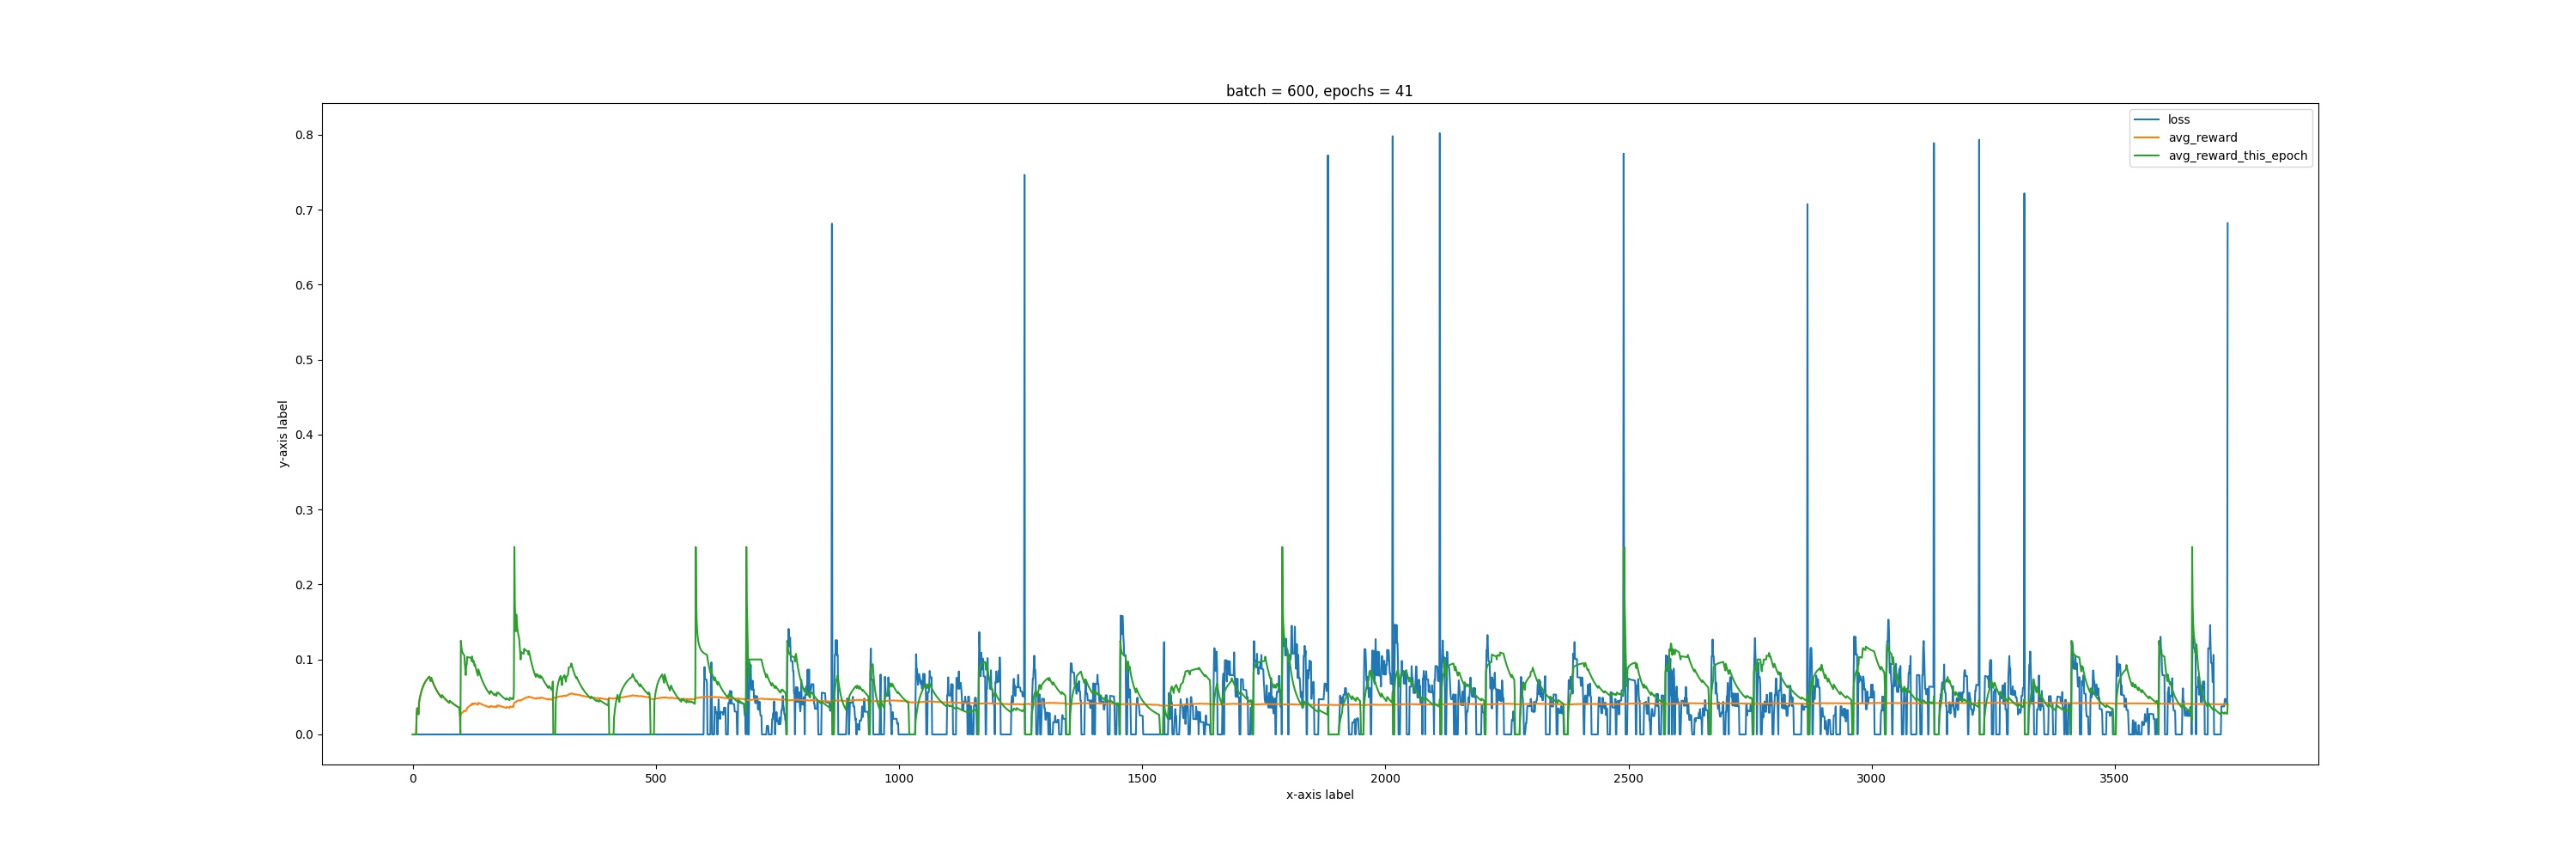 batch = 600, epochs = 41
loss
avg_reward
avg_reward_this_epoch
0.8
0.7
0.6
0.5
0.4
0.3
0.2
0.1
0.0
y-axis label
0 500 1000 1500 2000 2500 3000 3500
x-axis label